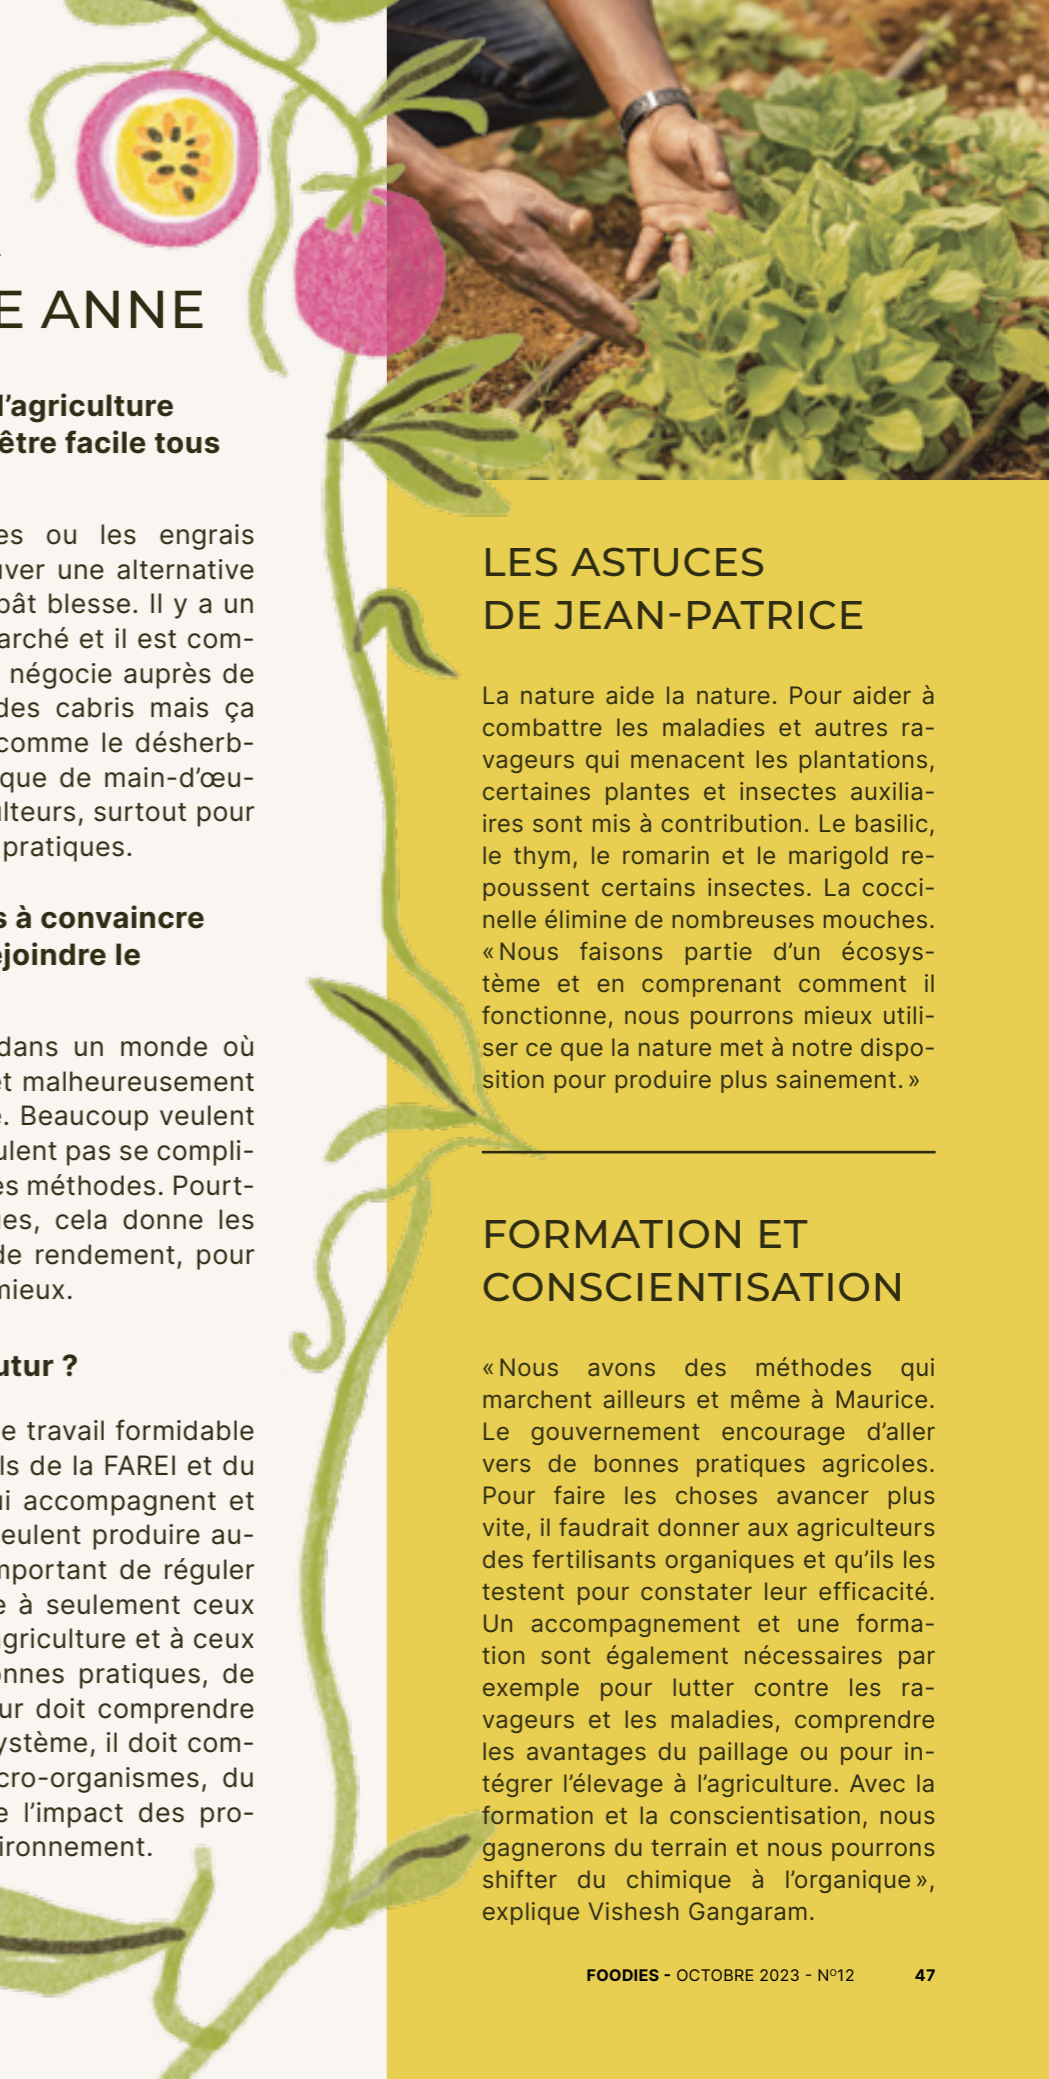 E ANNE
l’agriculture
être facile tous
es ou les engrais
une alternative
bât blesse. Il y a un
et il est com-
négocie auprès de
des cabris mais ça
comme le désherb-
que de main-d’œu-
surtout pour
pratiques.
s à convaincre
le
dans un monde où
et malheureusement
Beaucoup veulent
pas se compli-
es méthodes. Pourt-
cela donne les
de rendement, pour
mieux.
utur ?
e travail formidable
ls de la FAREI et du
accompagnent et
produire au-
de réguler
à seulement ceux
et à ceux
pratiques, de
doit comprendre
il doit com-
du
e l’impact des pro-

LES ASTUCES
DE JEAN-PATRICE
La nature aide la nature. Pour aider à
combattre les maladies et autres ra-
vageurs qui menacent les plantations,
certaines plantes et insectes auxilia-
ires sont mis à contribution. Le basilic,
le thym, le romarin et le marigold re-
poussent certains insectes. La cocci-
nelle élimine de nombreuses mouches.
«Nous faisons partie d’un écosys-
tème et en comprenant comment il
fonctionne, nous pourrons mieux utili-
ser ce que la nature met à notre dispo-
sition pour produire plus sainement.»
FORMATION ET
CONSCIENTISATION
«Nous avons des méthodes qui
marchent ailleurs et même à Maurice.
Le gouvernement encourage d’aller
vers de bonnes pratiques agricoles.
Pour faire les choses avancer plus
vite, il faudrait donner aux agriculteurs
des fertilisants organiques et qu’ils les
testent pour constater leur efficacité.
Un accompagnement et une forma-
tion sont également nécessaires par
exemple pour lutter contre les ra-
vageurs et les maladies, comprendre
les avantages du paillage ou pour in-
tégrer l’élevage à l’agriculture. Avec la
formation et la conscientisation, nous
gagnerons du terrain et nous pourrons
shifter du chimique à l’organique»,
explique Vishesh Gangaram.
FOODIES - OCTOBRE 2023 - Nº12 47